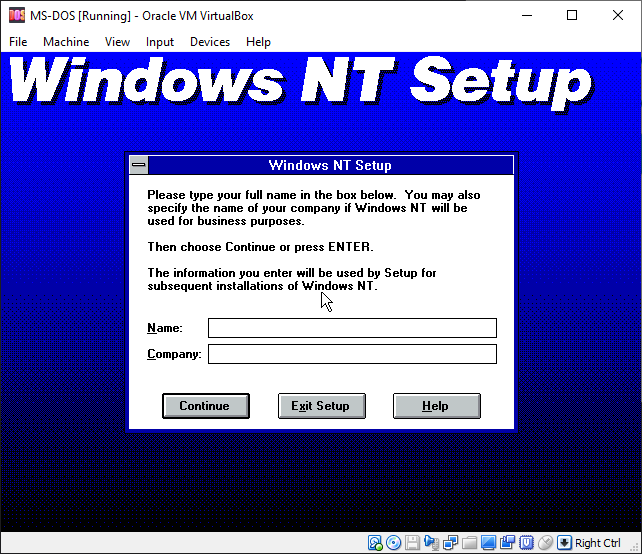 MS-DOS [Running] - Oracle VM VirtualBox
File Machine View Input Devices Help
Windows NT Setup
Windows NT Setup
Please type your full name in the box below. You may also
specify the name of your company if Windows NT will be
used for business purposes.
Then choose Continue or press ENTER.
The information you enter will be used by Setup for
subsequent installations of Windows NT.
Name:
Company:
Continue Exit Setup Help
Right Ctrl